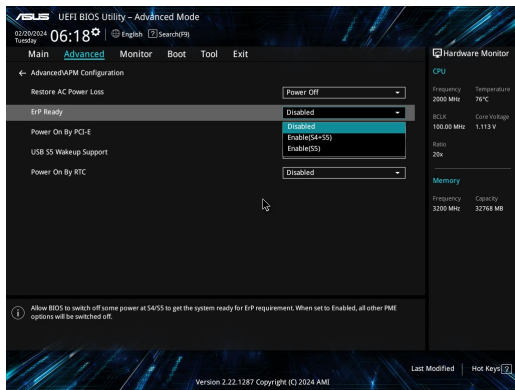 ASUS UEFI BIOS Utility – Advanced Mode
02/20/2024 Tuesday 06:18 English ? Search(F9)
Main Advanced Monitor Boot Tool Exit
Hardware Monitor
← Advanced\APM Configuration
Restore AC Power Loss Power Off
ErP Ready Disabled
Disabled
Enable(S4+S5)
Enable(S5)
Power On By PCI-E
USB S5 Wakeup Support
Power On By RTC Disabled
CPU
Frequency Temperature
2000 MHz 76°C
BCLK Core Voltage
100.00 MHz 1.113 V
Ratio
20x
Memory
Frequency Capacity
3200 MHz 32768 MB
i Allow BIOS to switch off some power at S4/S5 to get the system ready for ErP requirement. When set to Enabled, all other PME
options will be switched off.
Last Modified Hot Keys ?
Version 2.22.1287 Copyright (C) 2024 AMI